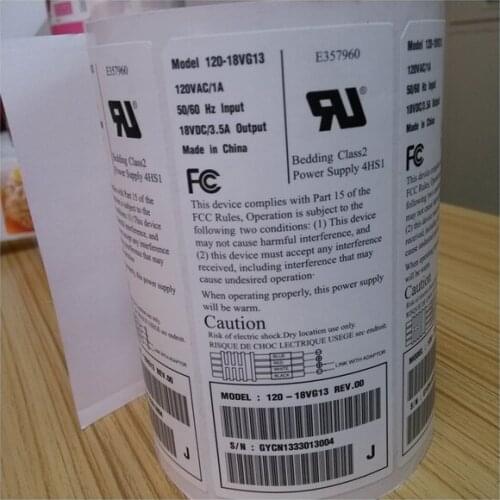 Model 120-18VG13
E357960
120VAC/1A
50/60 Hz Input
18VDC/3.5A Output
Made in China
Bedding Class2
Power Supply 4HS1
FC
This device complies with Part 15 of the
FCC Rules, Operation is subject to the
following two conditions: (1) This device
may not cause harmful interference, and
(2) this device must accept any interference
received, including interference that may
cause undesired operation·
When operating properly, this power supply
will be warm.
Caution
Risk of electric shock.Dry location use only.
RISQUE DE CHOC LECTRIQUE USEGE sec endroit.
BLUE
RED
WHITE
BLACK
LINK WITH ADAPTOR
MODEL : 120 - 18VG13 REV.00
S/N : GYCN1333013004
J